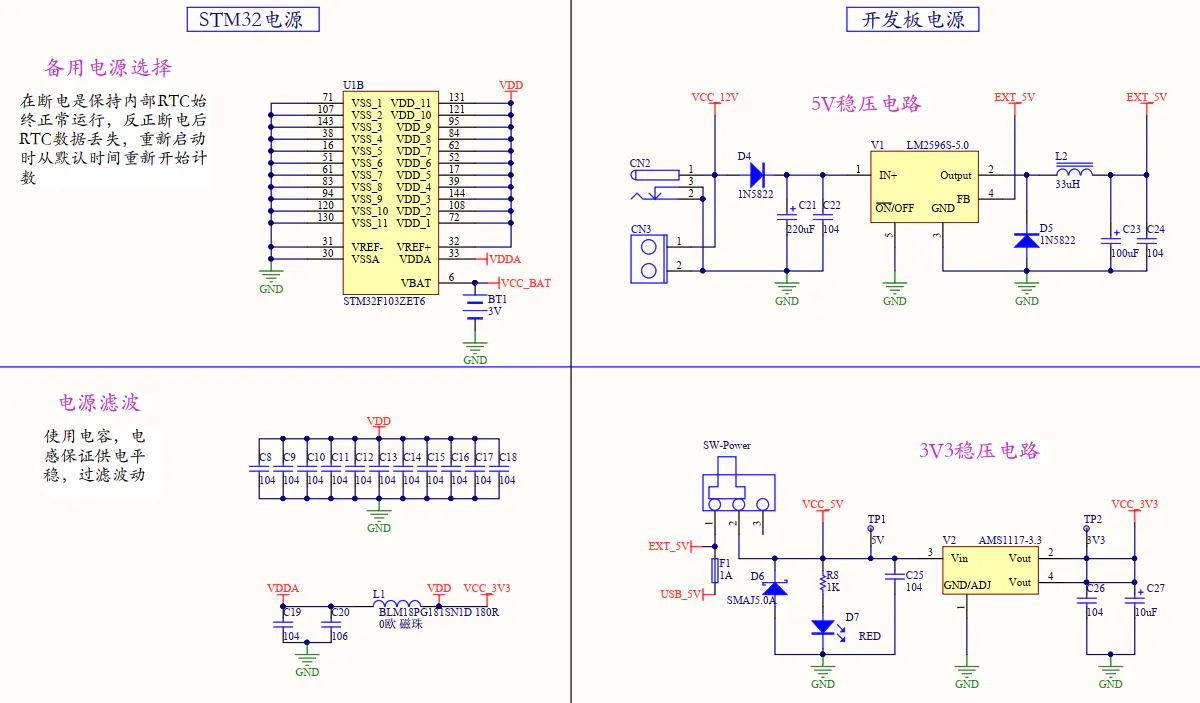 STM32电源
备用电源选择
在断电是保持内部RTC始
终正常运行，反正断电后
RTC数据丢失，重新启动
时从默认时间重新开始计
数
U1B
VDD
71 VSS_1 VDD_11 131
107 VSS_2 VDD_10 121
143 VSS_3 VDD_9 95
38 VSS_4 VDD_8 84
16 VSS_5 VDD_7 62
51 VSS_6 VDD_6 52
61 VSS_7 VDD_5 17
83 VSS_8 VDD_4 39
94 VSS_9 VDD_3 144
120 VSS_10 VDD_2 108
130 VSS_11 VDD_1 72
31 VREF- VREF+ 32
30 VSSA VDDA 33 VDDA
VBAT 6 VCC_BAT
GND
STM32F103ZET6
BT1
3V
GND
开发板电源
5V稳压电路
VCC_12V
EXT_5V
EXT_5V
CN2
1
3
2
D4
1N5822
V1 LM2596S-5.0
1 IN+ Output 2
FB 4
ON/OFF GND
5 3
L2
33uH
C21
220uF
C22
104
D5
1N5822
C23
100uF
C24
104
CN3
1
2
GND
GND
GND
电源滤波
使用电容，电
感保证供电平
稳，过滤波动
VDD
C8 C9 C10 C11 C12 C13 C14 C15 C16 C17 C18
104 104 104 104 104 104 104 104 104 104 104
GND
VDDA VDD VCC_3V3
L1
C19
104
C20
106
BLM18PG181SN1D 180R
0欧 磁珠
GND
3V3稳压电路
SW-Power
1 2 3
EXT_5V
F1
1A
USB_5V
VCC_5V
TP1
5V
D6
SMAJ5.0A
R8
1K
D7
RED
C25
104
V2 AMS1117-3.3
3 Vin Vout 2
GND/ADJ Vout 4
1
TP2
3V3
VCC_3V3
C26
104
C27
10uF
GND
GND
GND